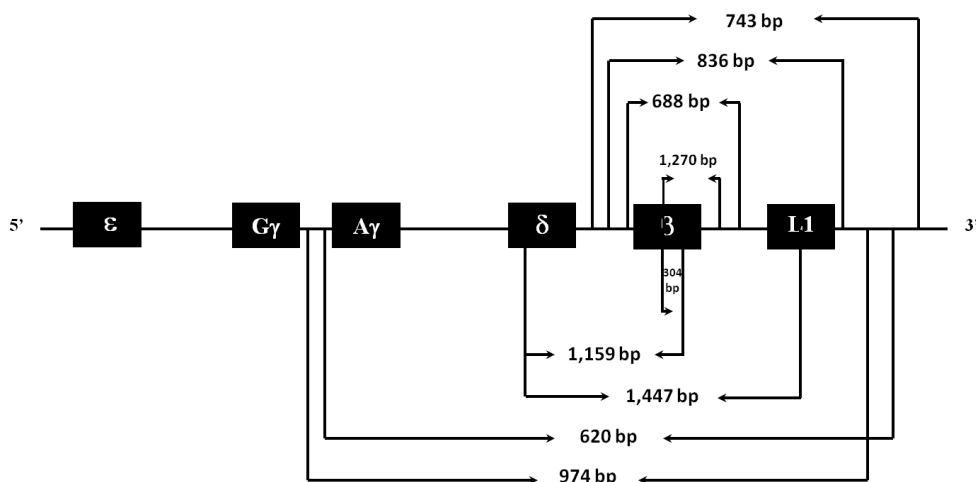 743 bp
836 bp
688 bp
1,270 bp
5’ ε Gγ Aγ δ β L1 3’
304
bp
1,159 bp
1,447 bp
620 bp
974 bp